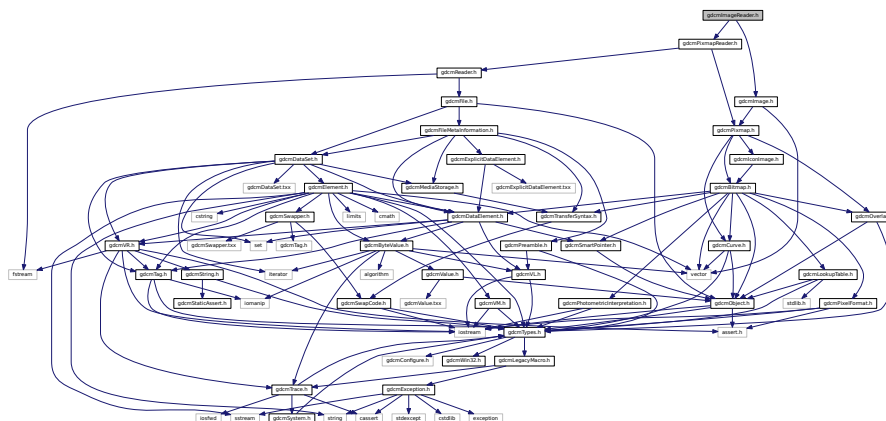 gdcmImageReader.h
gdcmPixmapReader.h
gdcmReader.h
gdcmFile.h
gdcmImage.h
gdcmFileMetaInformation.h
gdcmPixmap.h
gdcmDataSet.h
gdcmExplicitDataElement.h
gdcmIconImage.h
gdcmDataSet.txx
gdcmElement.h
gdcmMediaStorage.h
gdcmExplicitDataElement.txx
gdcmBitmap.h
cstring
gdcmSwapper.h
limits
cmath
gdcmDataElement.h
gdcmTransferSyntax.h
gdcmOverla
gdcmVR.h
gdcmSwapper.txx
set
gdcmTag.h
gdcmByteValue.h
gdcmPreamble.h
gdcmSmartPointer.h
gdcmCurve.h
fstream
gdcmTag.h
gdcmString.h
iterator
algorithm
gdcmValue.h
gdcmVL.h
vector
gdcmLookupTable.h
gdcmStaticAssert.h
iomanip
gdcmSwapCode.h
gdcmValue.txx
gdcmVM.h
gdcmPhotometricInterpretation.h
gdcmObject.h
stdlib.h
gdcmPixelFormat.h
iostream
gdcmTypes.h
assert.h
gdcmConfigure.h
gdcmWin32.h
gdcmLegacyMacro.h
gdcmTrace.h
gdcmException.h
iosfwd
sstream
gdcmSystem.h
string
cassert
stdexcept
cstdlib
exception